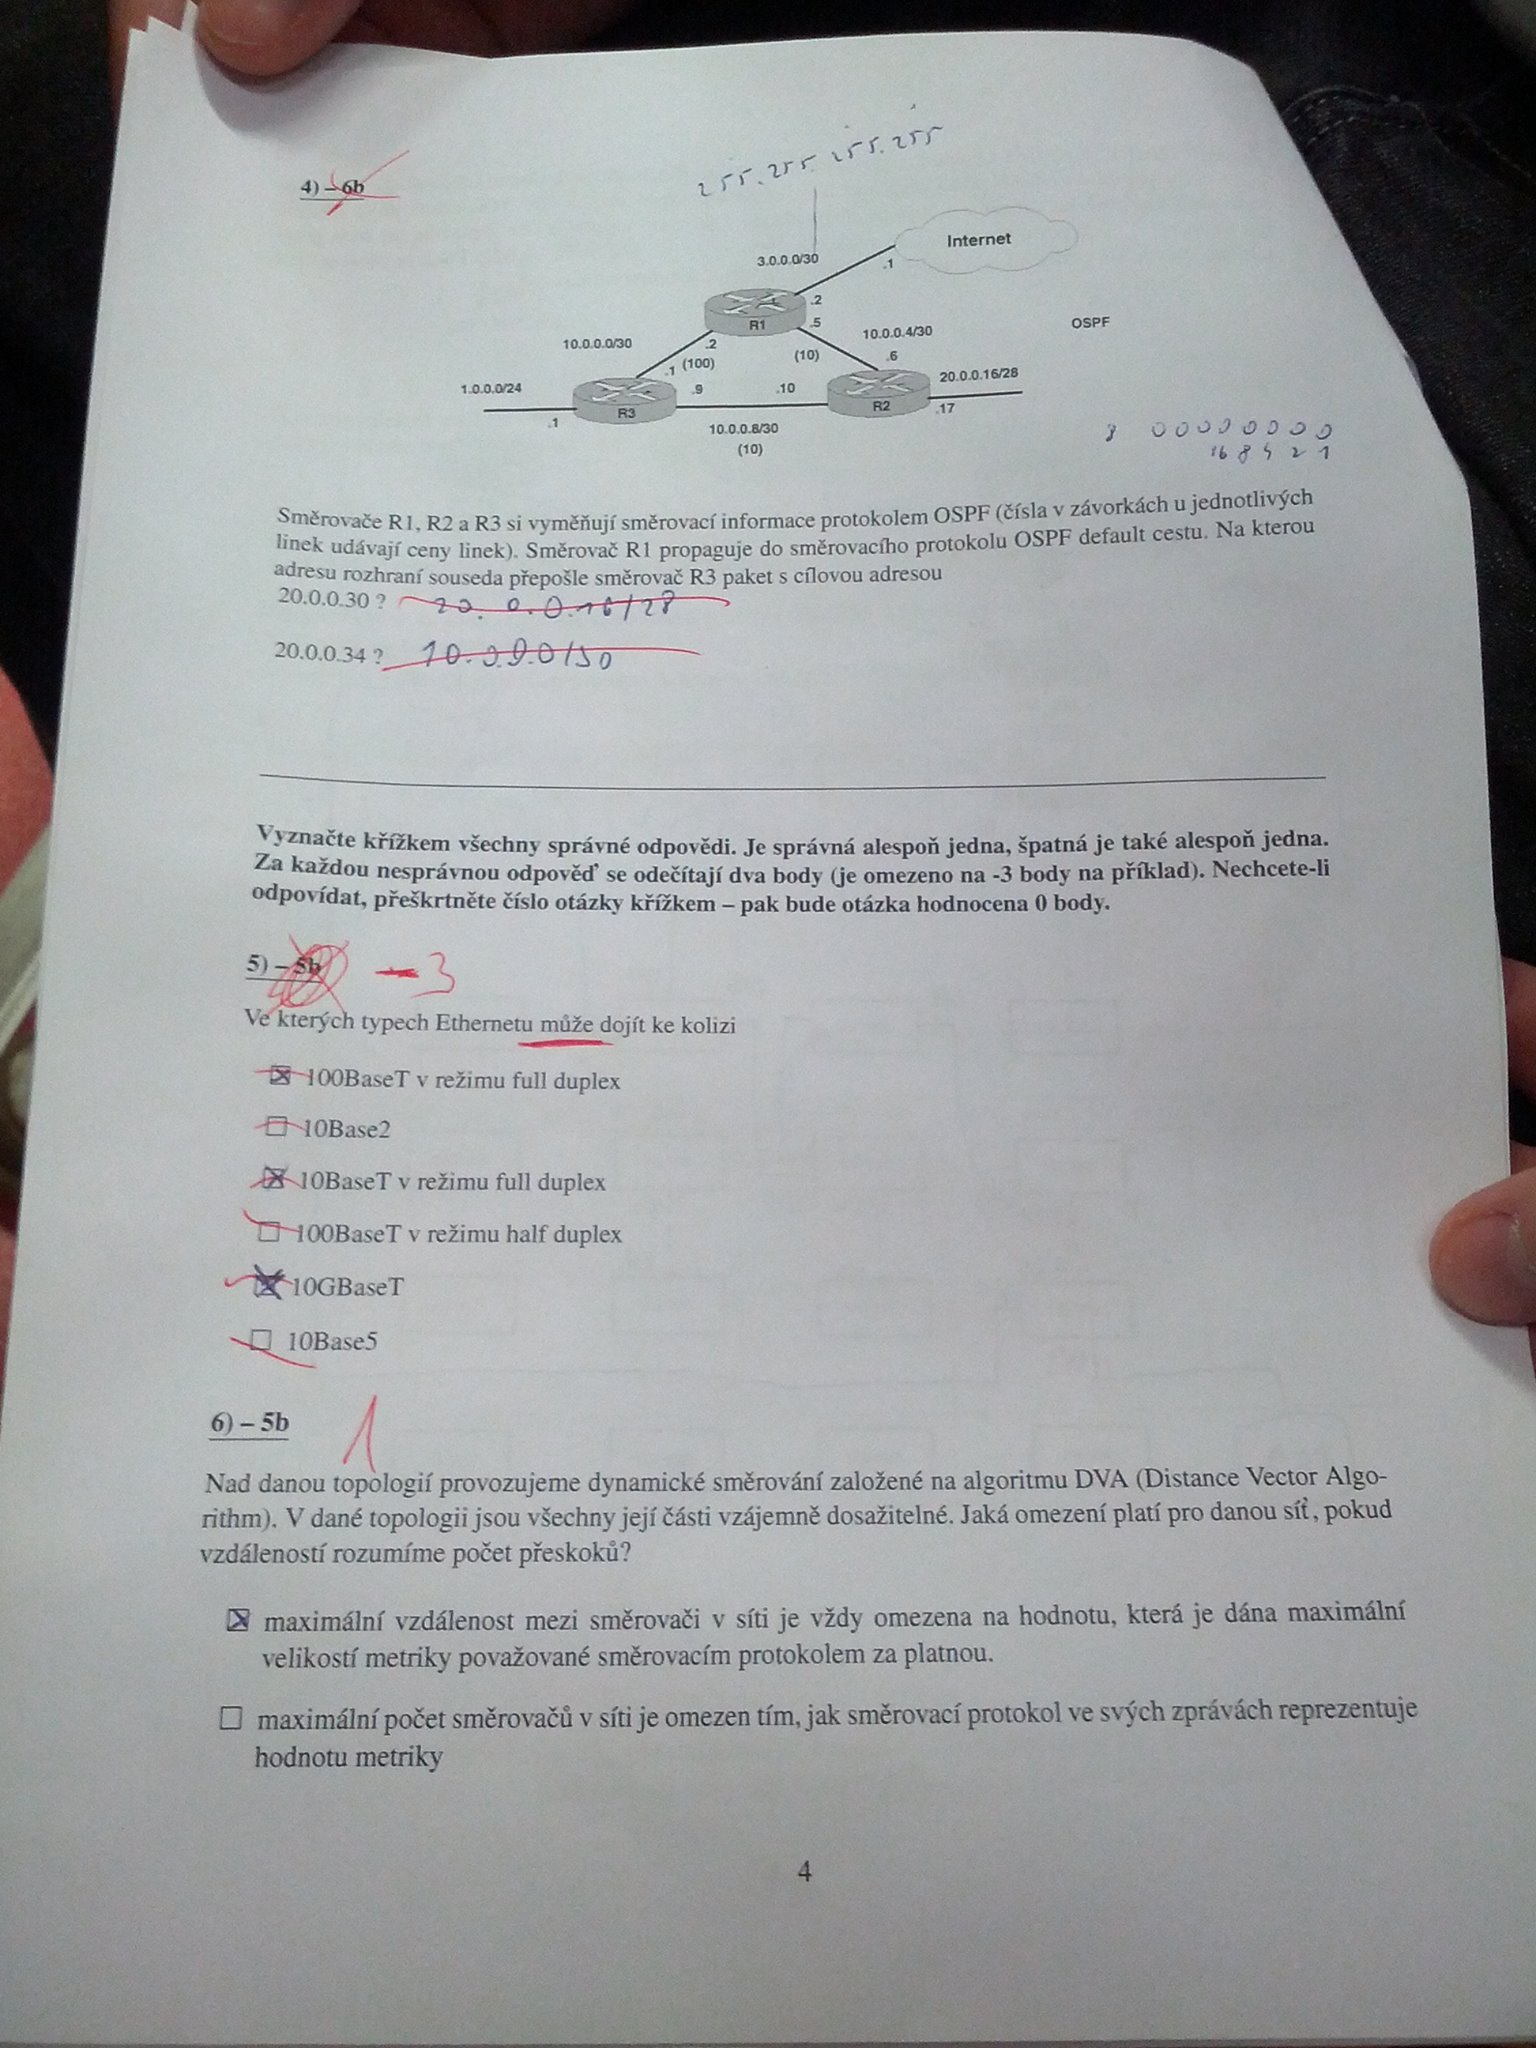 255.255.255.255
4) – 6b
Internet
3.0.0.0/30
.1
.2
R1
.5
OSPF
10.0.0.0/30
.2
10.0.0.4/30
(100)
(10)
.6
.1
1.0.0.0/24
.9
.10
20.0.0.16/28
R3
R2
.17
.1
10.0.0.8/30
(10)
8 00000000
16 8 4 2 1
Směrovače R1, R2 a R3 si vyměňují směrovací informace protokolem OSPF (čísla v závorkách u jednotlivých
linek udávají ceny linek). Směrovač R1 propaguje do směrovacího protokolu OSPF default cestu. Na kterou
adresu rozhraní souseda přepošle směrovač R3 paket s cílovou adresou
20.0.0.30 ? 20.0.0.16/28
20.0.0.34 ? 10.0.0.0/30
Vyznačte křížkem všechny správné odpovědi. Je správná alespoň jedna, špatná je také alespoň jedna.
Za každou nesprávnou odpověď se odečítají dva body (je omezeno na -3 body na příklad). Nechcete-li
odpovídat, přeškrtněte číslo otázky křížkem – pak bude otázka hodnocena 0 body.
5) – 5b -3
Ve kterých typech Ethernetu může dojít ke kolizi
100BaseT v režimu full duplex
10Base2
10BaseT v režimu full duplex
100BaseT v režimu half duplex
10GBaseT
10Base5
6) – 5b 1
Nad danou topologií provozujeme dynamické směrování založené na algoritmu DVA (Distance Vector Algo-
rithm). V dané topologii jsou všechny její části vzájemně dosažitelné. Jaká omezení platí pro danou síť, pokud
vzdáleností rozumíme počet přeskoků?
maximální vzdálenost mezi směrovači v síti je vždy omezena na hodnotu, která je dána maximální
velikostí metriky považované směrovacím protokolem za platnou.
maximální počet směrovačů v síti je omezen tím, jak směrovací protokol ve svých zprávách reprezentuje
hodnotu metriky
4